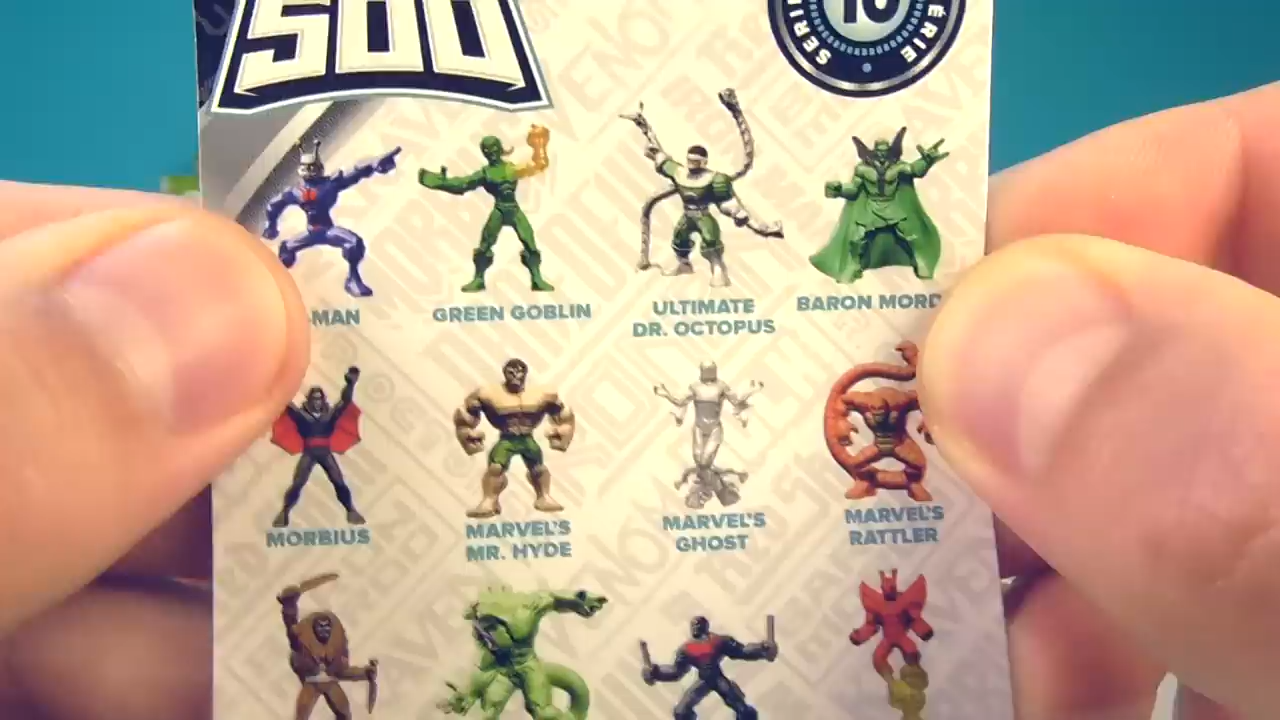 500
SERIE 10 SÉRIE
-MAN
GREEN GOBLIN
ULTIMATE
DR. OCTOPUS
BARON MORD
MORBIUS
MARVEL'S
MR. HYDE
MARVEL'S
GHOST
MARVEL'S
RATTLER